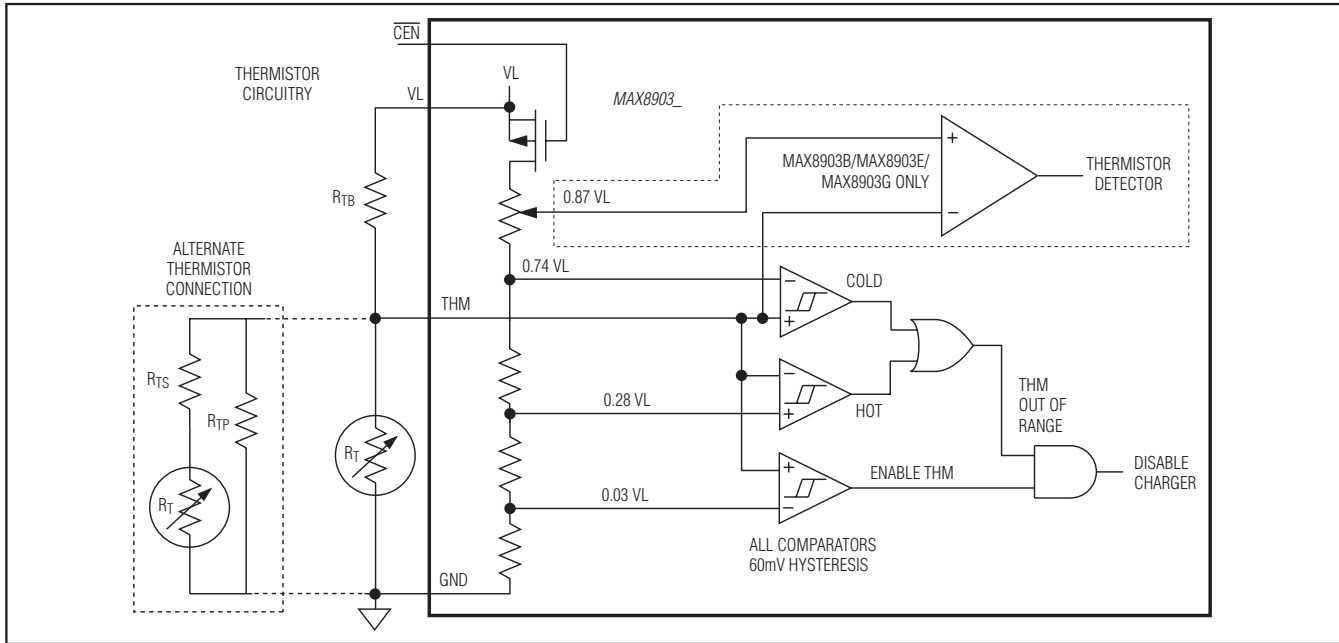 CEN
THERMISTOR
CIRCUITRY
VL
VL
MAX8903_
MAX8903B/MAX8903E/
MAX8903G ONLY
+
−
THERMISTOR
DETECTOR
RTB
0.87 VL
ALTERNATE
THERMISTOR
CONNECTION
0.74 VL
−
+
COLD
THM
RTS
RTP
RT
RT
−
+
0.28 VL
HOT
THM
OUT OF
RANGE
+
−
ENABLE THM
0.03 VL
DISABLE
CHARGER
ALL COMPARATORS
60mV HYSTERESIS
GND